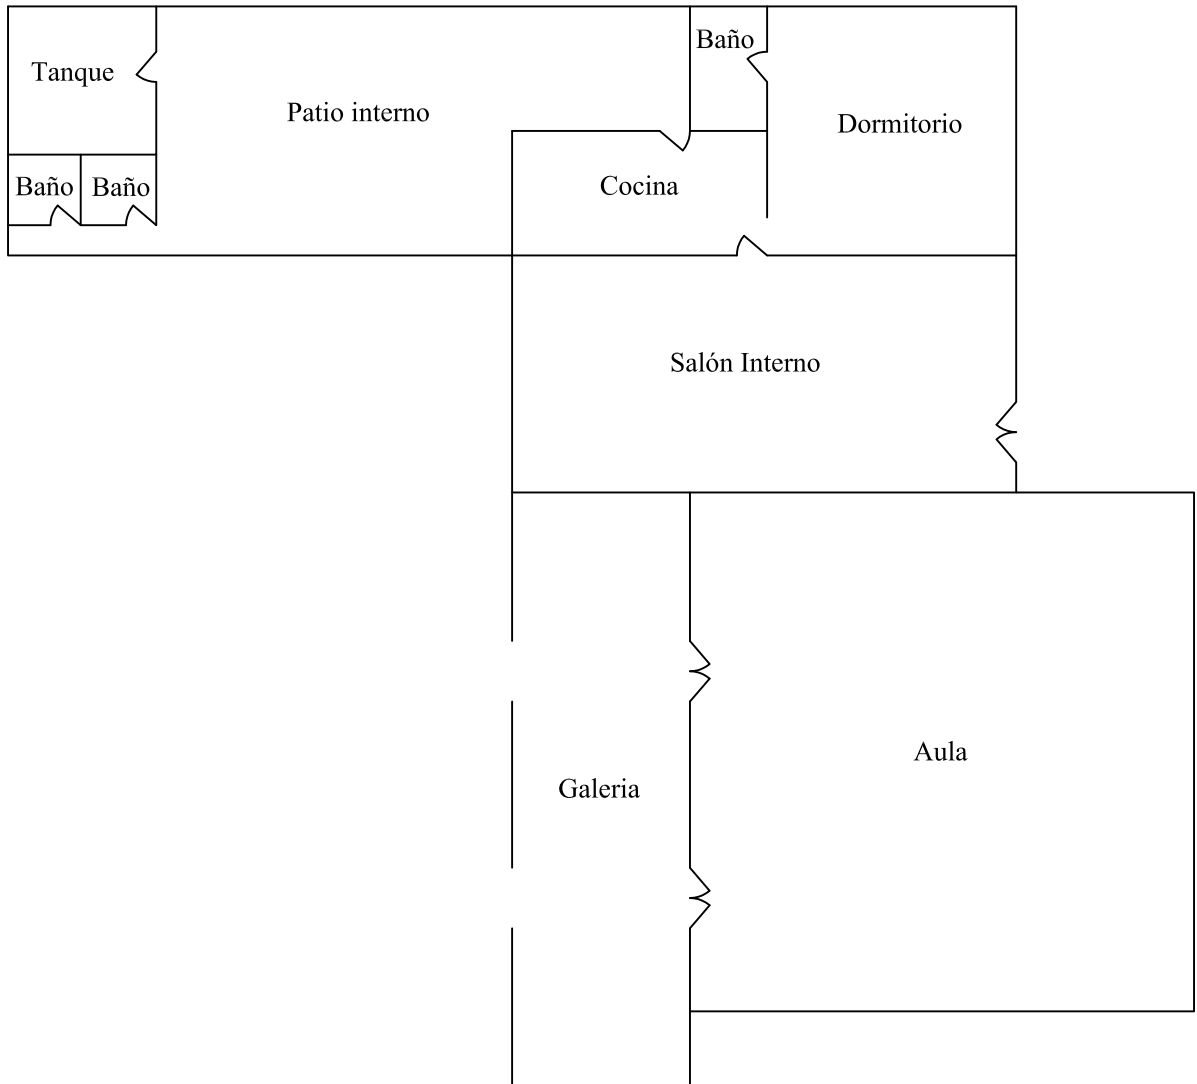 Baño
Tanque
Patio interno
Dormitorio
Baño
Baño
Cocina
Salón Interno
Aula
Galeria